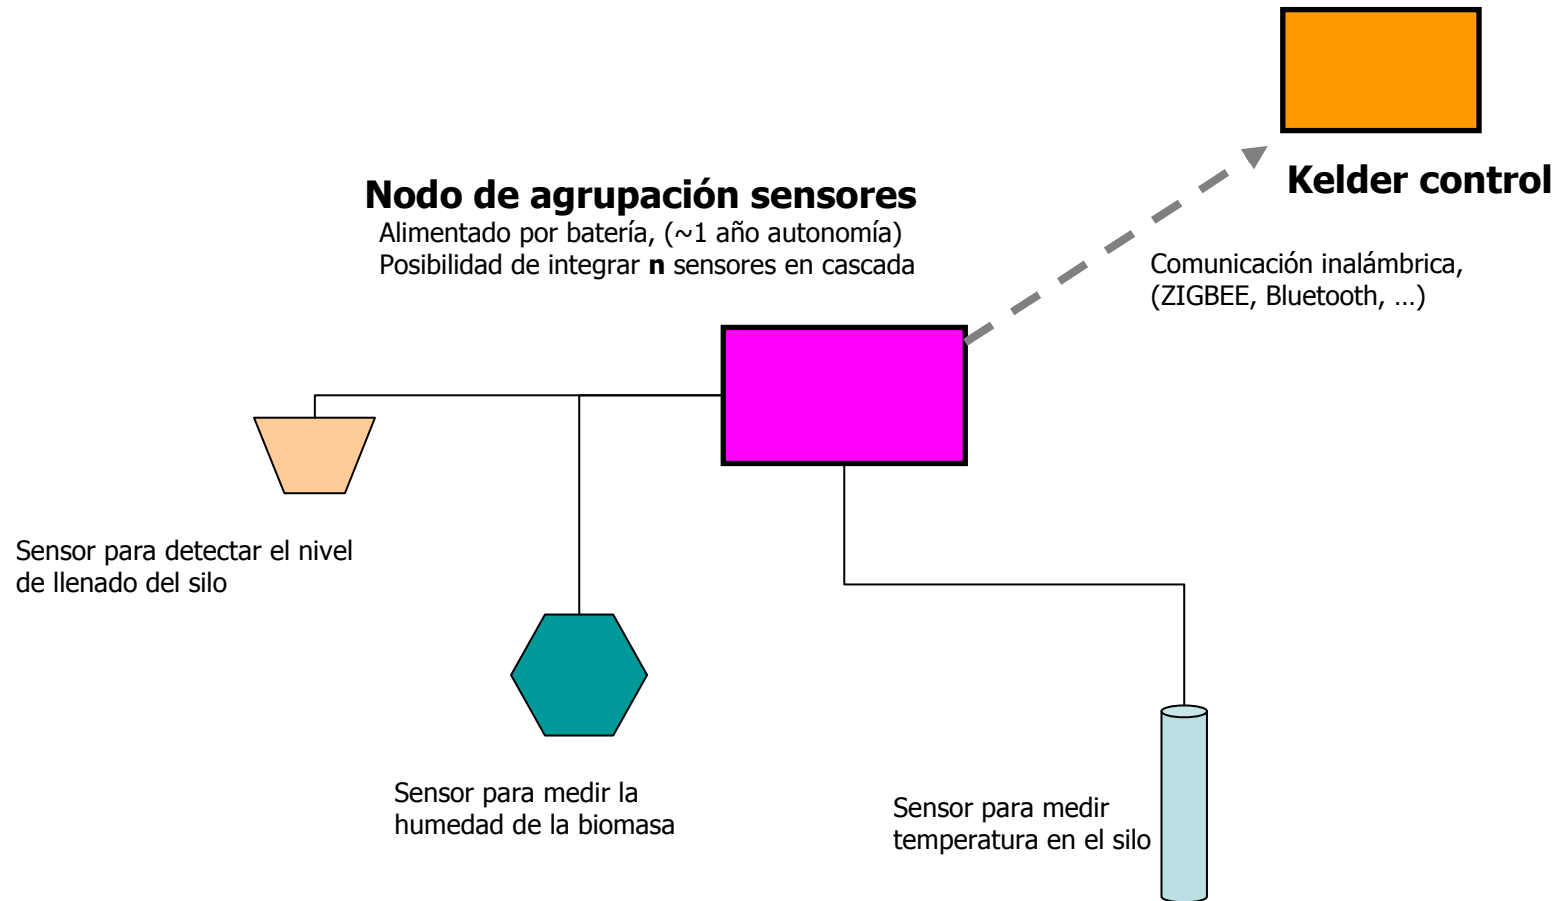 Kelder control
Nodo de agrupación sensores
Alimentado por batería, (~1 año autonomía)
Posibilidad de integrar n sensores en cascada
Comunicación inalámbrica,
(ZIGBEE, Bluetooth, …)
Sensor para detectar el nivel
de llenado del silo
Sensor para medir la
humedad de la biomasa
Sensor para medir
temperatura en el silo